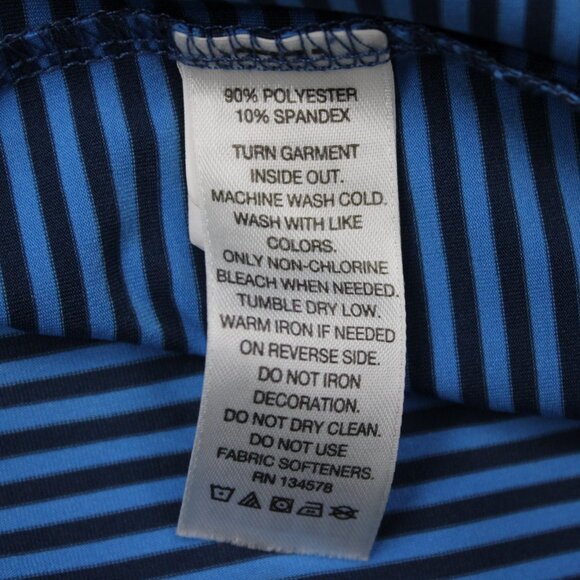 90% POLYESTER
10% SPANDEX
TURN GARMENT
INSIDE OUT.
MACHINE WASH COLD.
WASH WITH LIKE
COLORS.
ONLY NON-CHLORINE
BLEACH WHEN NEEDED.
TUMBLE DRY LOW.
WARM IRON IF NEEDED
ON REVERSE SIDE.
DO NOT IRON
DECORATION.
DO NOT DRY CLEAN.
DO NOT USE
FABRIC SOFTENERS.
RN 134578